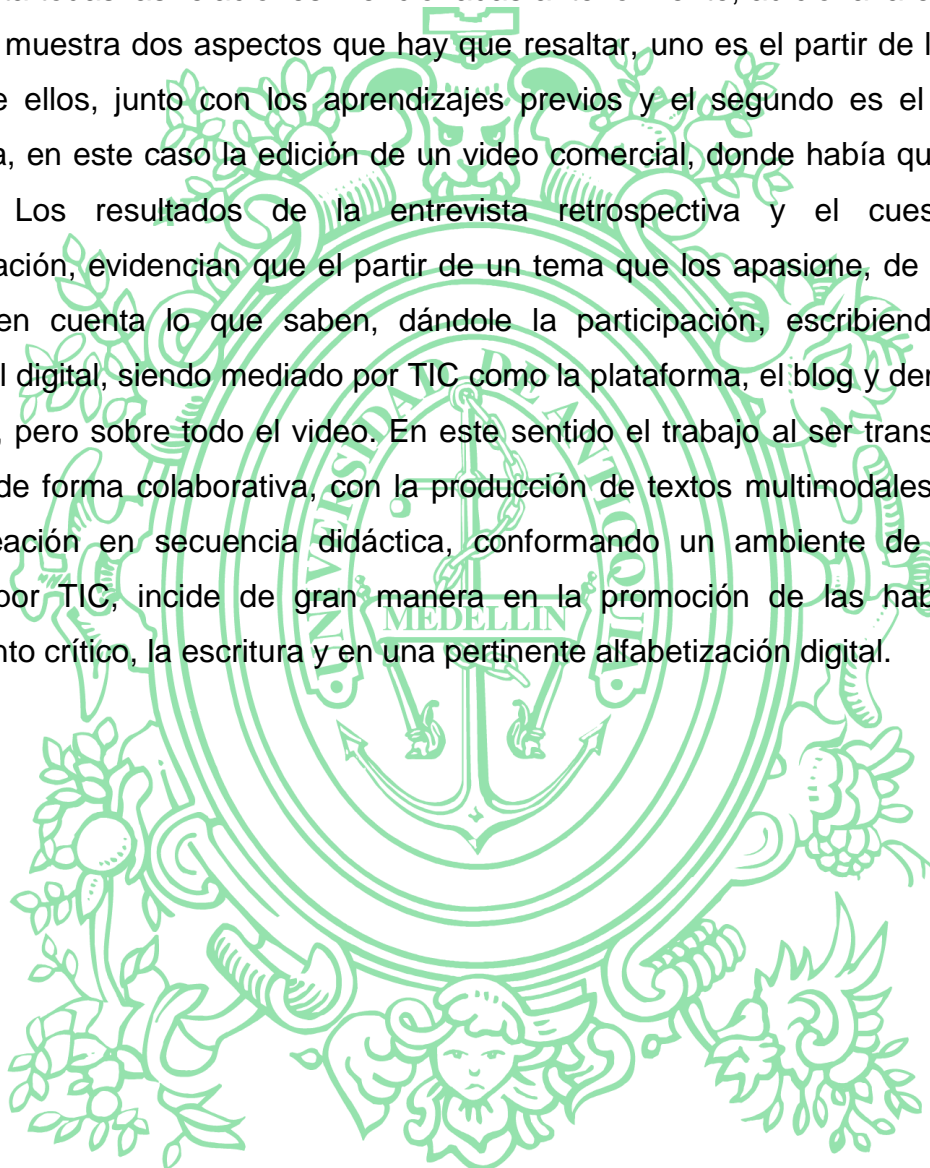 muestra dos aspectos que hay que resaltar, uno es el partir de l
e ellos, junto con los aprendizajes previos y el segundo es el
a, en este caso la edición de un video comercial, donde había qu
Los resultados de la entrevista retrospectiva y el cues
ación, evidencian que el partir de un tema que los apasione, de
en cuenta lo que saben, dándole la participación, escribiend
l digital, siendo mediado por TIC como la plataforma, el blog y der
, pero sobre todo el video. En este sentido el trabajo al ser trans
de forma colaborativa, con la producción de textos multimodales
eación en secuencia didáctica, conformando un ambiente de
por TIC, incide de gran manera en la promoción de las hab
nto crítico, la escritura y en una pertinente alfabetización digital.
UNIVERSIDAD DE ANTIOQUIA
MEDELLIN